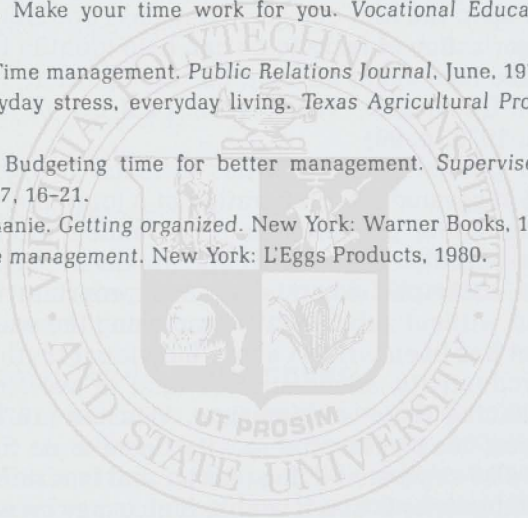 Make your time work for you. Vocational Educa
Time management. Public Relations Journal, June, 19
yday stress, everyday living. Texas Agricultural Pro
Budgeting time for better management. Supervis
7, 16–21.
anie. Getting organized. New York: Warner Books, 1
e management. New York: L'Eggs Products, 1980.
VIRGINIA POLYTECHNIC INSTITUTE
AND STATE UNIVERSITY
UT PROSIM